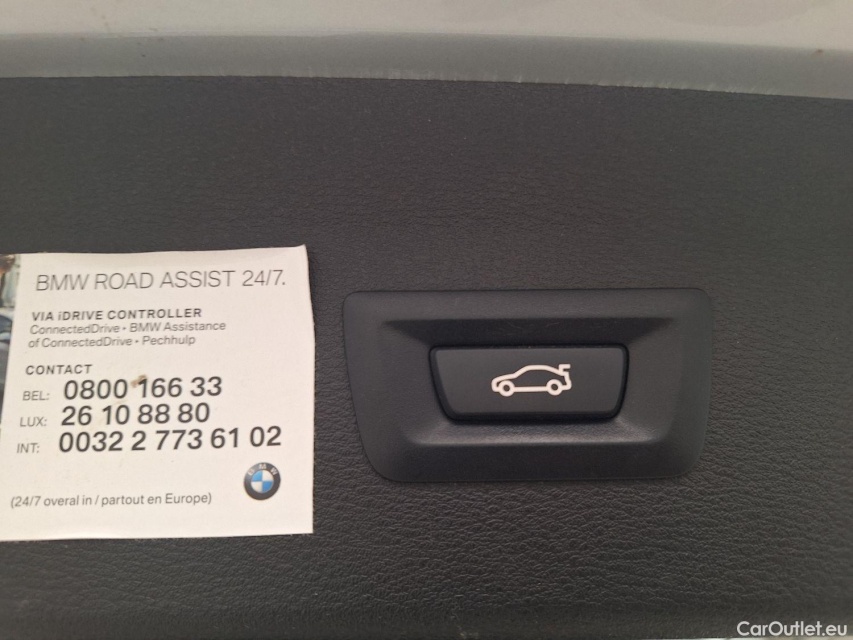 BMW ROAD ASSIST 24/7.
VIA iDRIVE CONTROLLER
ConnectedDrive • BMW Assistance
of ConnectedDrive • Pechhulp
CONTACT
BEL: 0800 166 33
LUX: 26 10 88 80
INT: 0032 2 773 61 02
BMW
(24/7 overal in / partout en Europe)
CarOutlet.eu